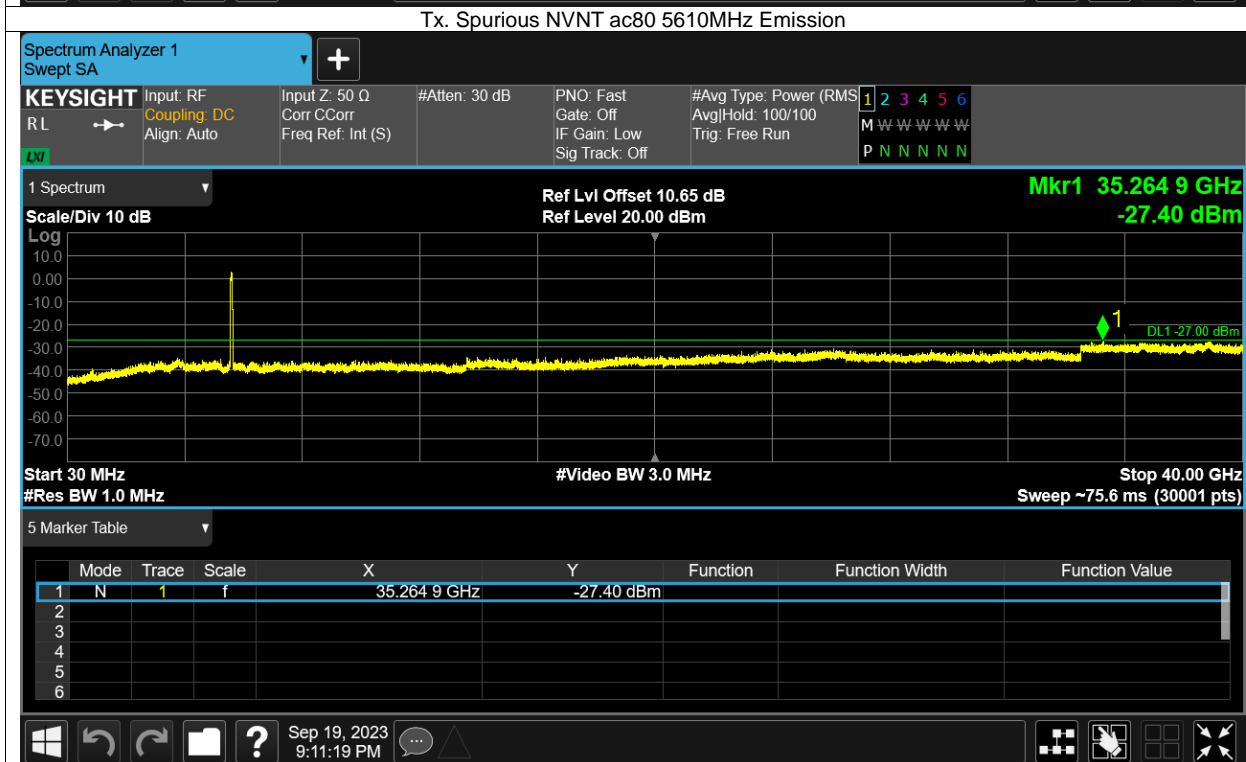 Tx. Spurious NVNT ac80 5610MHz Emission
Spectrum Analyzer 1
Swept SA
+
KEYSIGHT Input: RF Input Z: 50 Ω #Atten: 30 dB PNO: Fast #Avg Type: Power (RMS 1 2 3 4 5 6
R L Coupling: DC Corr CCorr Gate: Off Avg|Hold: 100/100 M W W W W W
Align: Auto Freq Ref: Int (S) IF Gain: Low Trig: Free Run
LXI Sig Track: Off P N N N N N N
1 Spectrum Ref Lvl Offset 10.65 dB Mkr1 35.264 9 GHz
Scale/Div 10 dB Ref Level 20.00 dBm -27.40 dBm
Log
10.0
0.00
-10.0
-20.0 1 DL1 -27.00 dBm
-30.0
-40.0
-50.0
-60.0
-70.0
Start 30 MHz #Video BW 3.0 MHz Stop 40.00 GHz
#Res BW 1.0 MHz Sweep ~75.6 ms (30001 pts)
5 Marker Table
Mode Trace Scale X Y Function Function Width Function Value
1 N 1 f 35.264 9 GHz -27.40 dBm
2
3
4
5
6
? Sep 19, 2023
9:11:19 PM